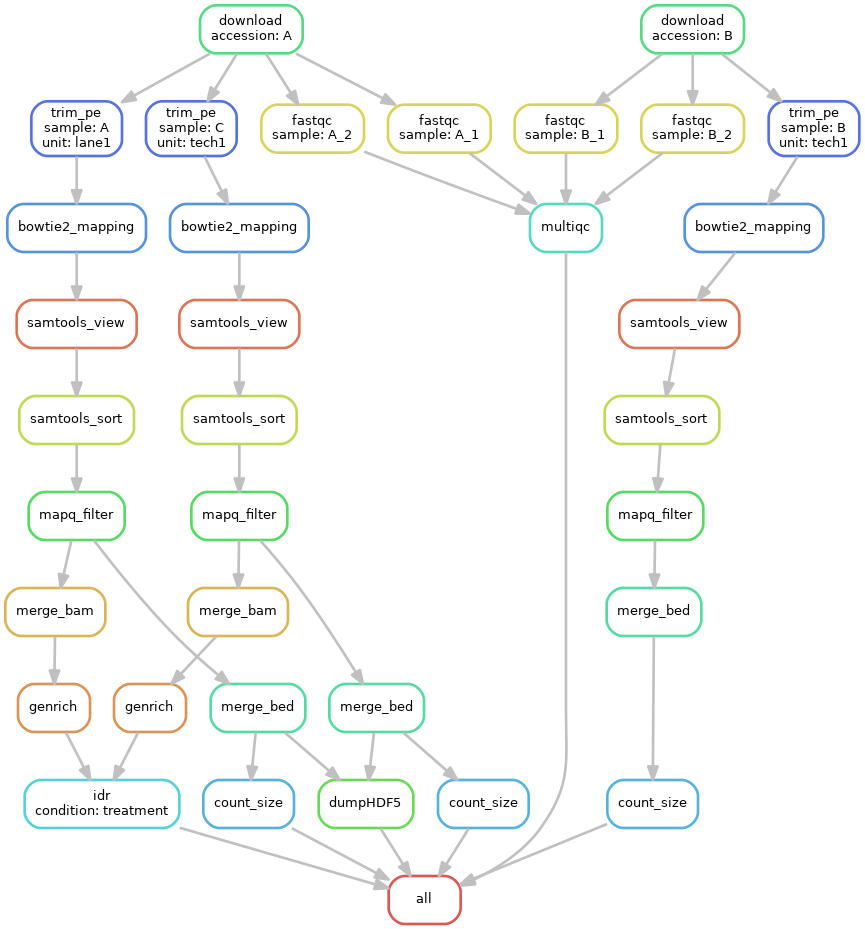 download
accession: A
download
accession: B
trim_pe
sample: A
unit: lane1
trim_pe
sample: C
unit: tech1
fastqc
sample: A_2
fastqc
sample: A_1
fastqc
sample: B_1
fastqc
sample: B_2
trim_pe
sample: B
unit: tech1
bowtie2_mapping
bowtie2_mapping
multiqc
bowtie2_mapping
samtools_view
samtools_view
samtools_view
samtools_sort
samtools_sort
samtools_sort
mapq_filter
mapq_filter
mapq_filter
merge_bam
merge_bam
merge_bed
genrich
genrich
merge_bed
merge_bed
idr
condition: treatment
count_size
dumpHDF5
count_size
count_size
all